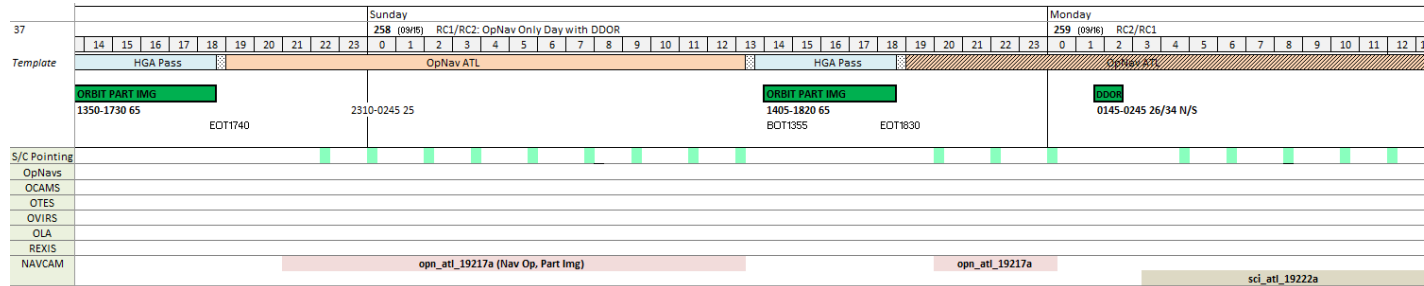 Sunday Monday
37 258 (09/15) RC1/RC2: OpNav Only Day with DDOR 259 (09/16) RC2/RC1
14 15 16 17 18 19 20 21 22 23 0 1 2 3 4 5 6 7 8 9 10 11 12 13 14 15 16 17 18 19 20 21 22 23 0 1 2 3 4 5 6 7 8 9 10 11 12
Template HGA Pass OpNav ATL HGA Pass OpNav ATL
ORBIT PART IMG ORBIT PART IMG DDOR
1350-1730 65 2310-0245 25 1405-1820 65 0145-0245 26/34 N/S
EOT1740 BOT1355 EOT1830
S/C Pointing
OpNavs
OCAMS
OTES
OVIRS
OLA
REXIS
NAVCAM opn_atl_19217a (Nav Op, Part Img) opn_atl_19217a
sci_atl_19222a